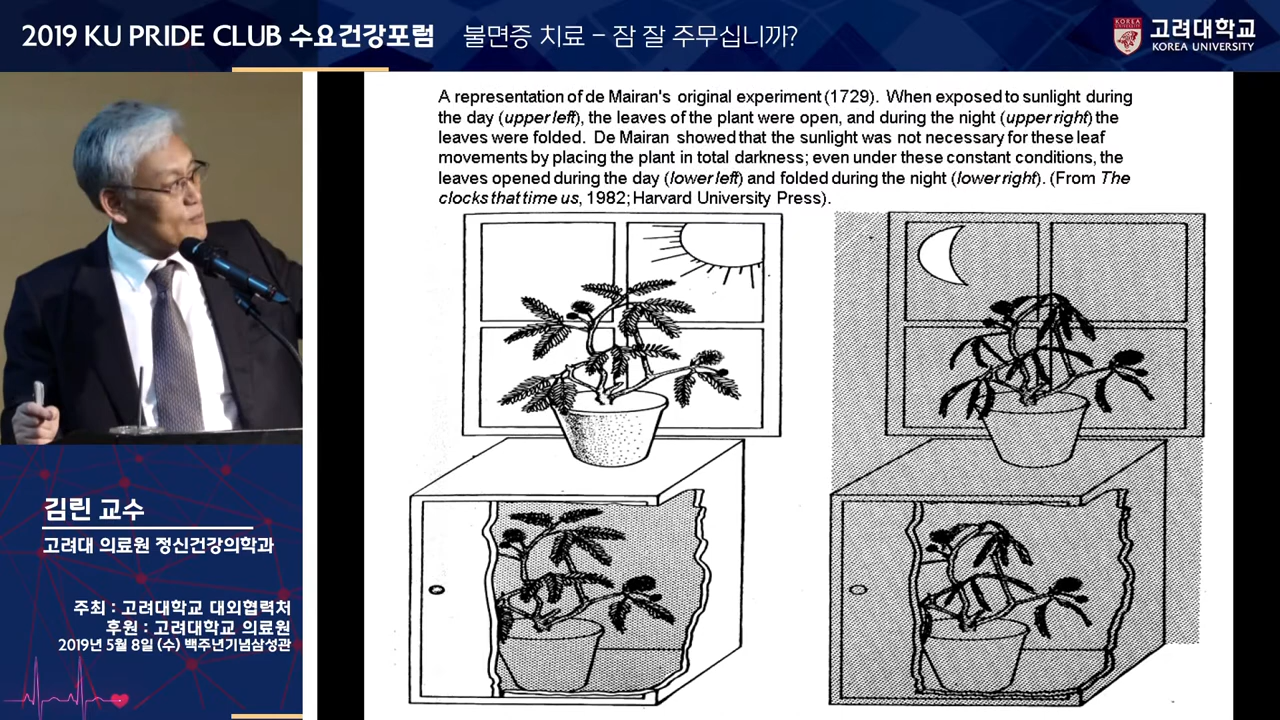 2019 KU PRIDE CLUB 수요건강포럼 불면증 치료 – 잠 잘 주무십니까?
KOREA UNIVERSITY
고려대학교
KOREA UNIVERSITY
A representation of de Mairan's original experiment (1729). When exposed to sunlight during
the day (upper left), the leaves of the plant were open, and during the night (upper right) the
leaves were folded. De Mairan showed that the sunlight was not necessary for these leaf
movements by placing the plant in total darkness; even under these constant conditions, the
leaves opened during the day (lower left) and folded during the night (lower right). (From The
clocks that time us, 1982; Harvard University Press).
김린 교수
고려대 의료원 정신건강의학과
주최 : 고려대학교 대외협력처
후원 : 고려대학교 의료원
2019년 5월 8일 (수) 백주년기념삼성관